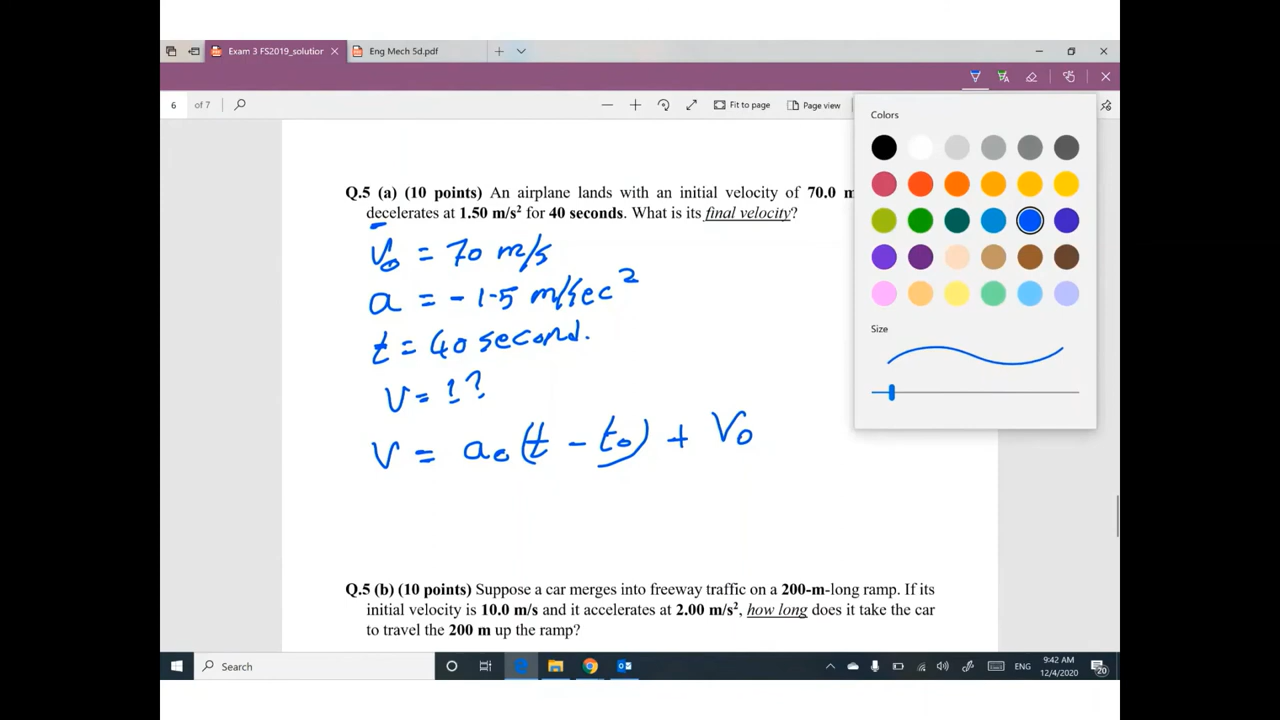 Exam 3 FS2019_solutior
Eng Mech 5d.pdf
6 of 7
Fit to page
Page view
Colors
Size
Q.5 (a) (10 points) An airplane lands with an initial velocity of 70.0 m
decelerates at 1.50 m/s² for 40 seconds. What is its final velocity?
V₀ = 70 m/s
a = -1.5 m/sec²
t = 40 second.
V = ??
V = a₀ (t - t₀) + V₀
Q.5 (b) (10 points) Suppose a car merges into freeway traffic on a 200-m-long ramp. If its
initial velocity is 10.0 m/s and it accelerates at 2.00 m/s², how long does it take the car
to travel the 200 m up the ramp?
Search
ENG
9:42 AM
12/4/2020
20